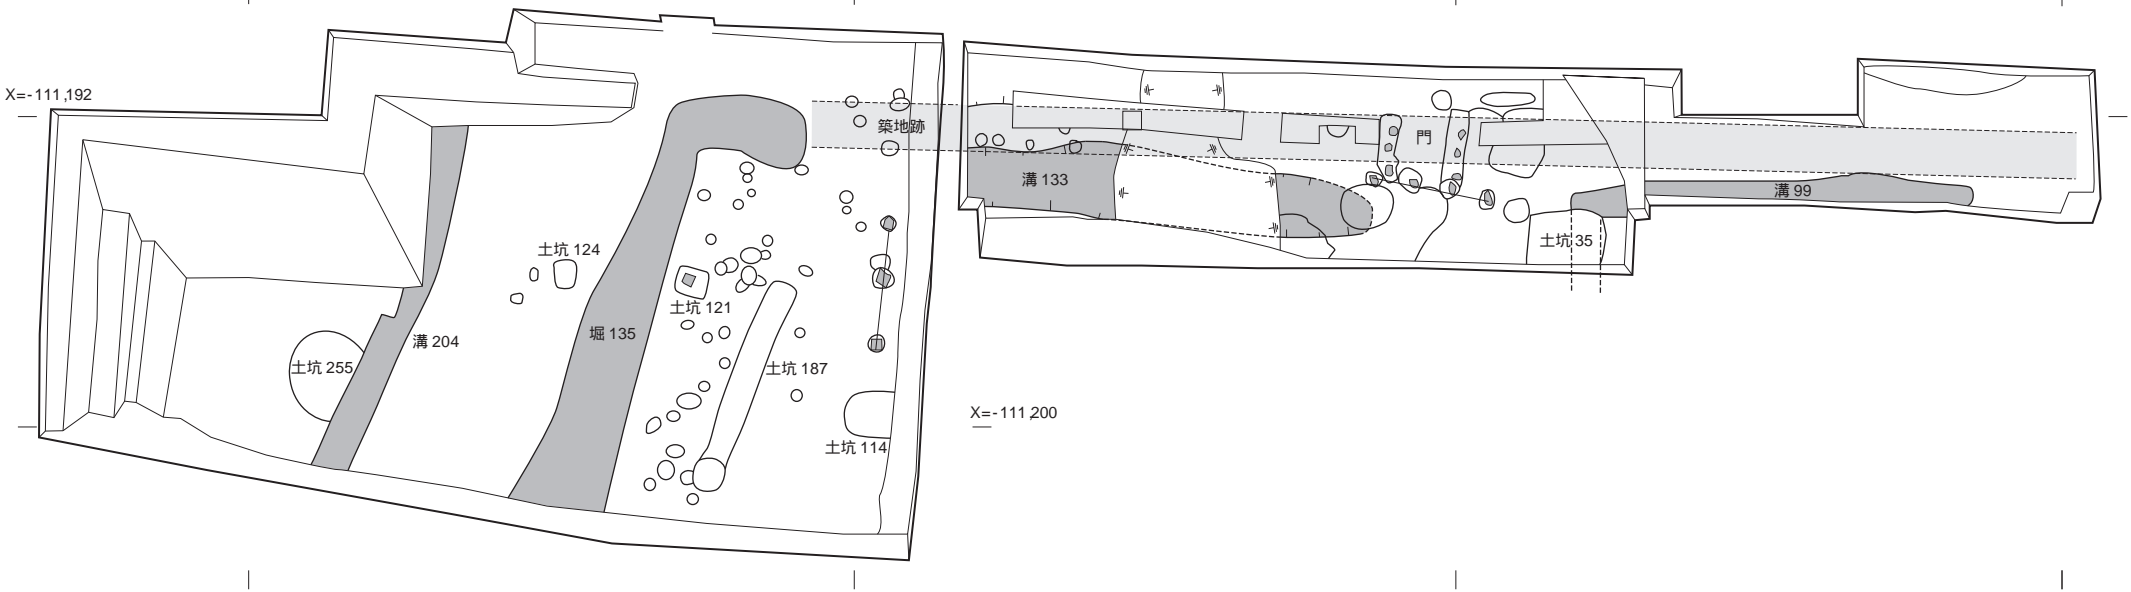 X=-111,192
築地跡
門
溝 133
溝 99
土坑 124
土坑 35
土坑 121
堀 135
溝 204
土坑 255
土坑 187
X=-111,200
土坑 114